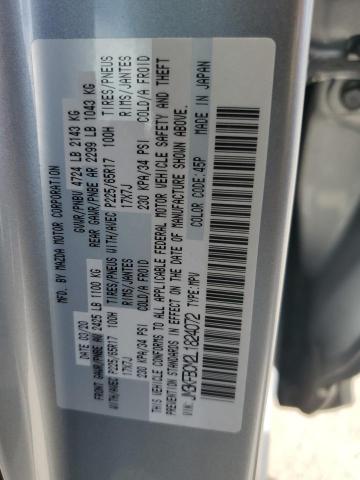 MFD. BY MAZDA MOTOR CORPORATION
DATE 03/20 GVWR/PNBV 4724 LB 2143 KG
FRONT GAWR/PNBE AV 2425 LB 1100 KG REAR GAWR/PNBE AR 2299 LB 1043 KG
WITH/AVEC P225/65R17 100H TIRES/PNEUS WITH/AVEC P225/65R17 100H TIRES/PNEUS
17X7J RIMS/JANTES 17X7J RIMS/JANTES
230 KPA/34 PSI COLD/A FROID 230 KPA/34 PSI COLD/A FROID
THIS VEHICLE CONFORMS TO ALL APPLICABLE FEDERAL MOTOR VEHICLE SAFETY AND THEFT
PREVENTION STANDARDS IN EFFECT ON THE DATE OF MANUFACTURE SHOWN ABOVE.
TYPE:MPV COLOR CODE:45P MADE IN JAPAN